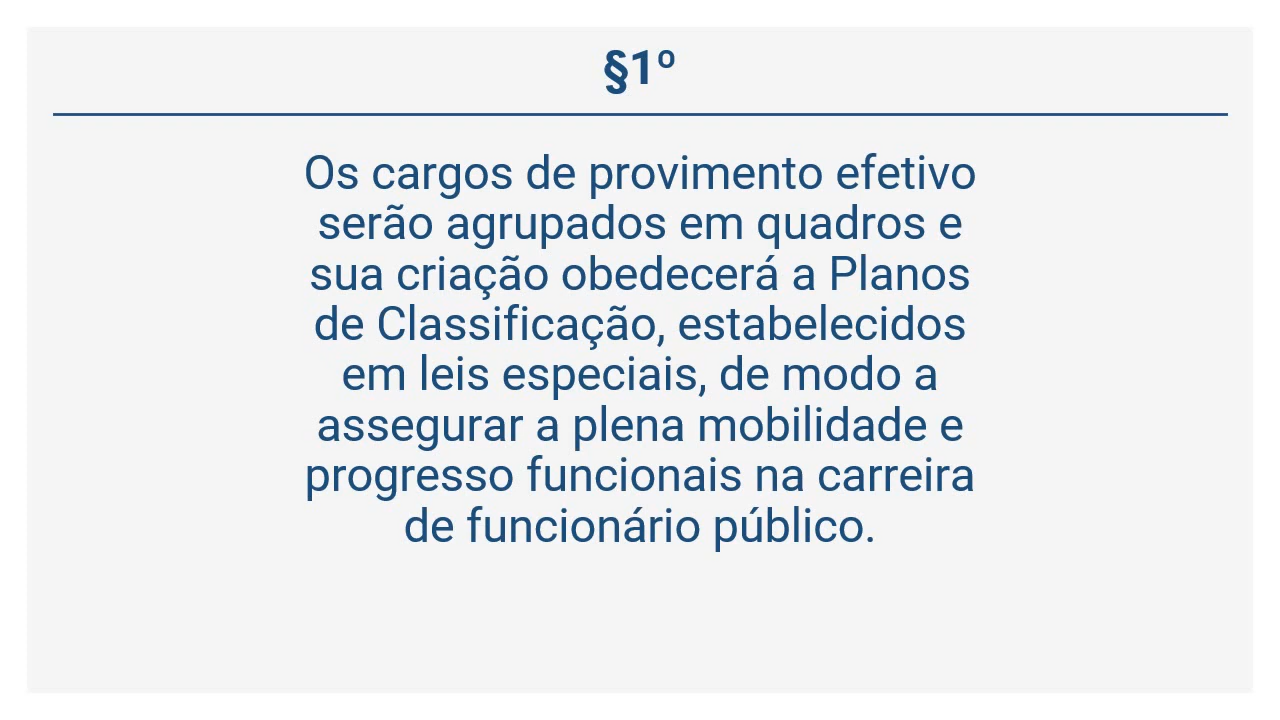 §1º
Os cargos de provimento efetivo
serão agrupados em quadros e
sua criação obedecerá a Planos
de Classificação, estabelecidos
em leis especiais, de modo a
assegurar a plena mobilidade e
progresso funcionais na carreira
de funcionário público.